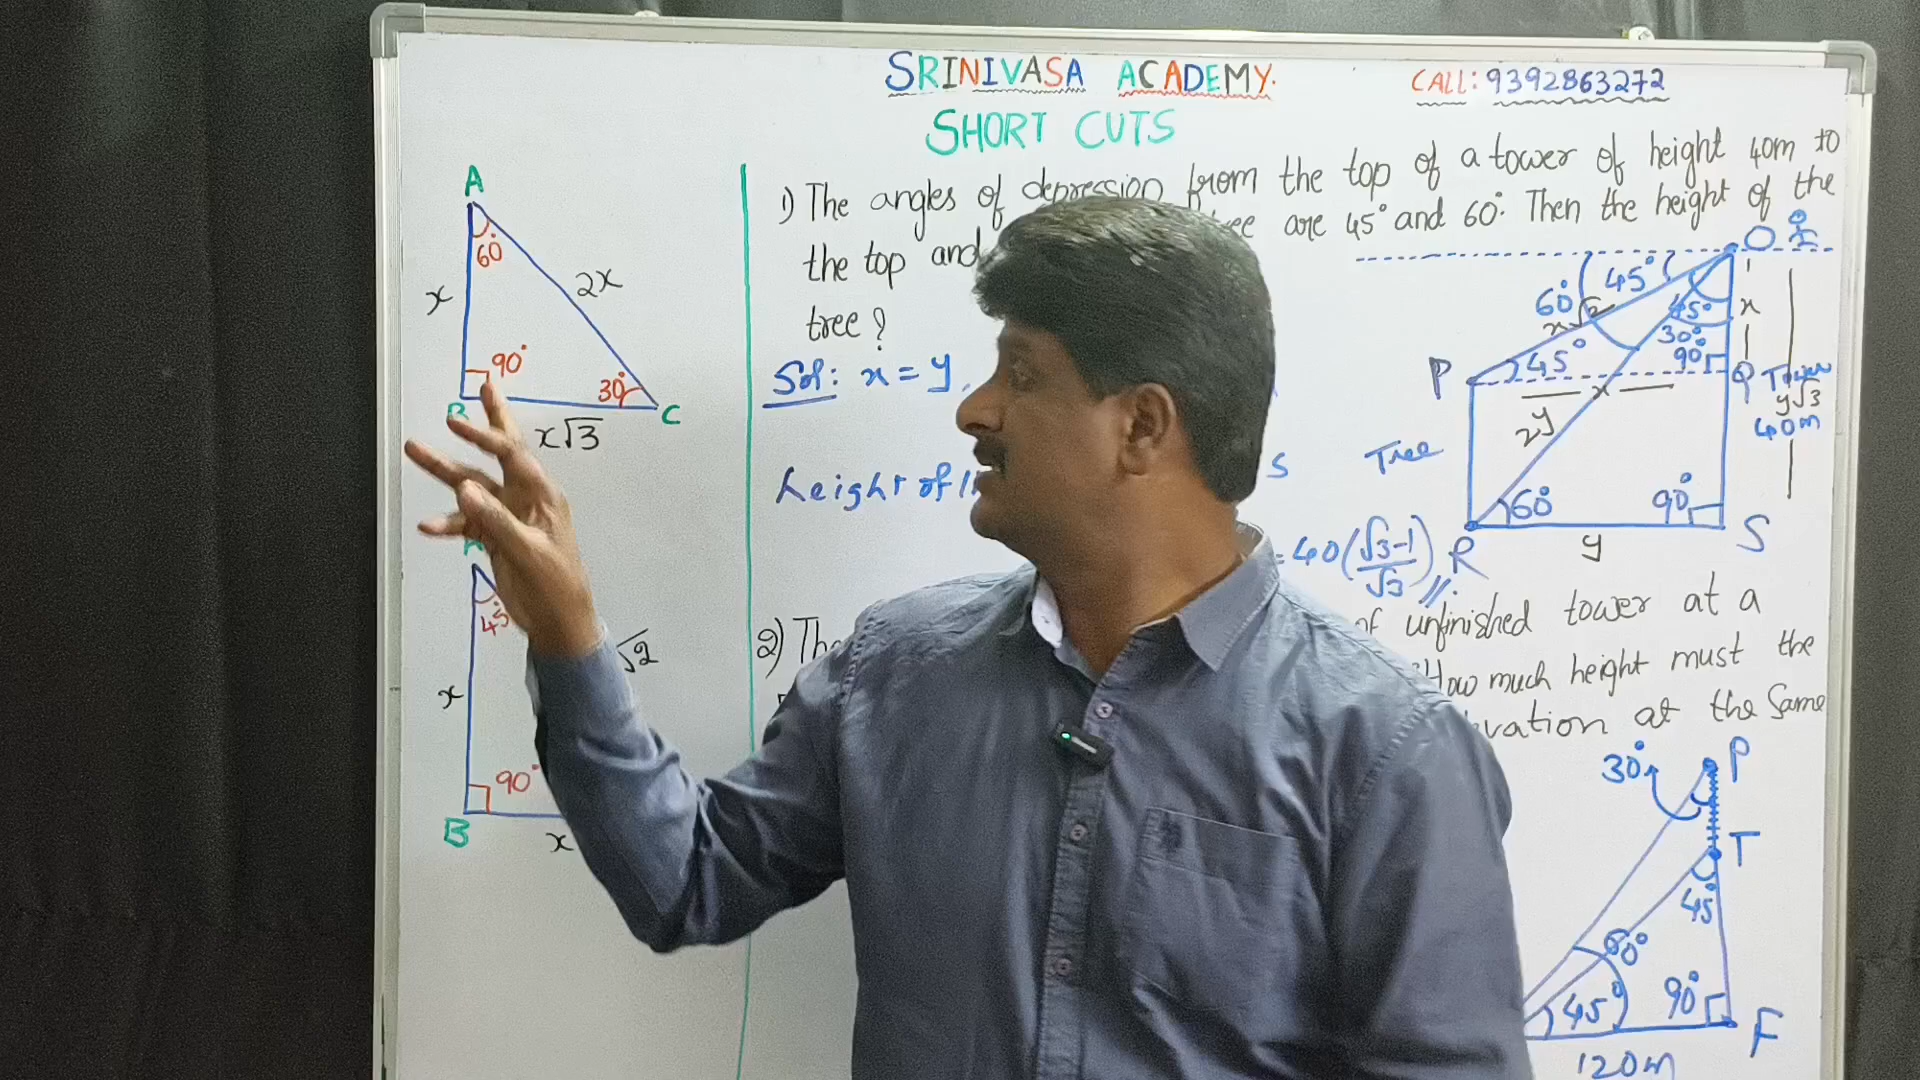 SRINIVASA ACADEMY.
CALL: 9392863272
SHORT CUTS
A
60°
x
2x
90°
30°
B
C
x√3
A
45°
x
√2
90°
B
x
1) The angles of depression from the top of a tower of height 40m to
the top and are 45° and 60°. Then the height of the
tree?
Sol: x = y,
height of
S
= 40(√3-1/√3)//
O
60°
45°
x√2
45°
30°
x
P
45°
90°
Q
Tower
y√3
40m
y
2y
x
Tree
60°
90°
R
y
S
2) The of unfinished tower at a
How much height must the
at the same
30°
P
T
45°
60°
45°
90°
F
120m